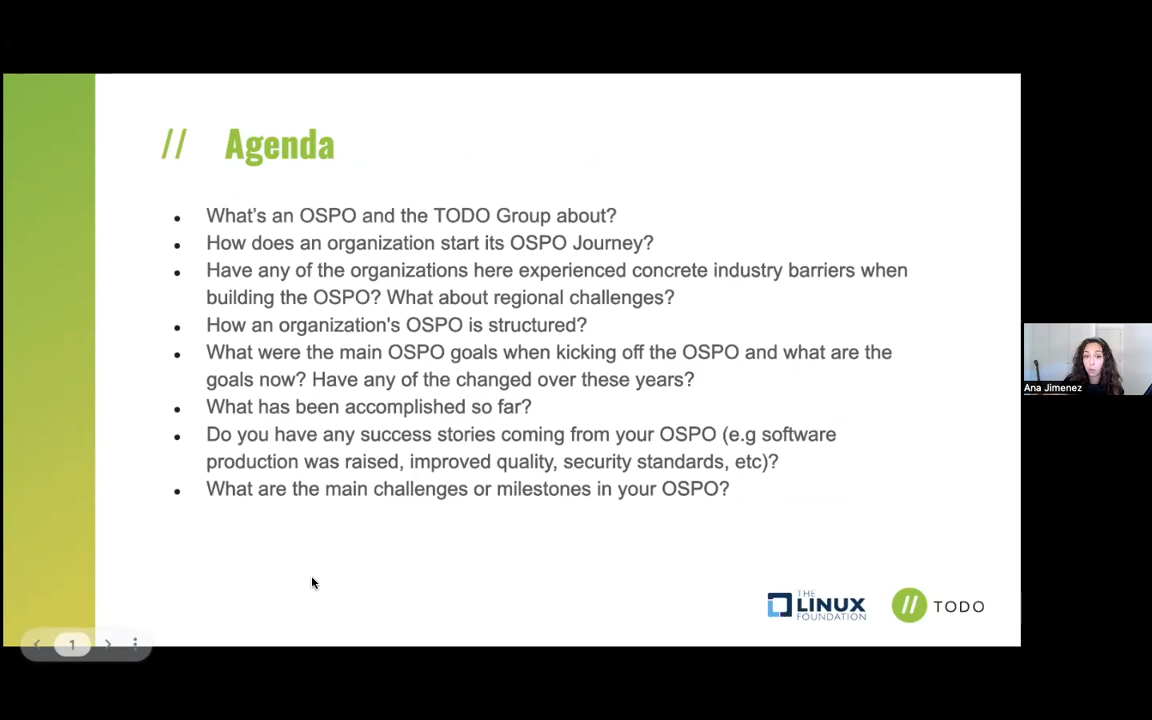 // Agenda
• What's an OSPO and the TODO Group about?
• How does an organization start its OSPO Journey?
• Have any of the organizations here experienced concrete industry barriers when
building the OSPO? What about regional challenges?
• How an organization's OSPO is structured?
• What were the main OSPO goals when kicking off the OSPO and what are the
goals now? Have any of the changed over these years?
• What has been accomplished so far?
• Do you have any success stories coming from your OSPO (e.g software
production was raised, improved quality, security standards, etc)?
• What are the main challenges or milestones in your OSPO?
Ana Jimenez
THE
LINUX
FOUNDATION
// TODO
1